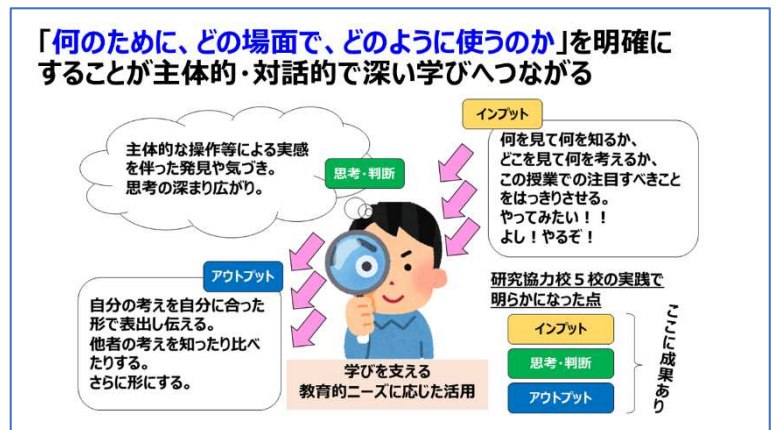 「何のために、どの場面で、どのように使うのか」を明確に
することが主体的・対話的で深い学びへつながる
インプット
何を見て何を知るか、
どこを見て何を考えるか、
この授業での注目すべきこと
をはっきりさせる。
やってみたい！！
よし！やるぞ！
主体的な操作等による実感
を伴った発見や気づき。
思考の深まり広がり。
思考・判断
アウトプット
自分の考えを自分に合った
形で表出し伝える。
他者の考えを知ったり比べ
たりする。
さらに形にする。
学びを支える
教育的ニーズに応じた活用
研究協力校５校の実践で
明らかになった点
インプット
思考・判断
アウトプット
ここに成果あり